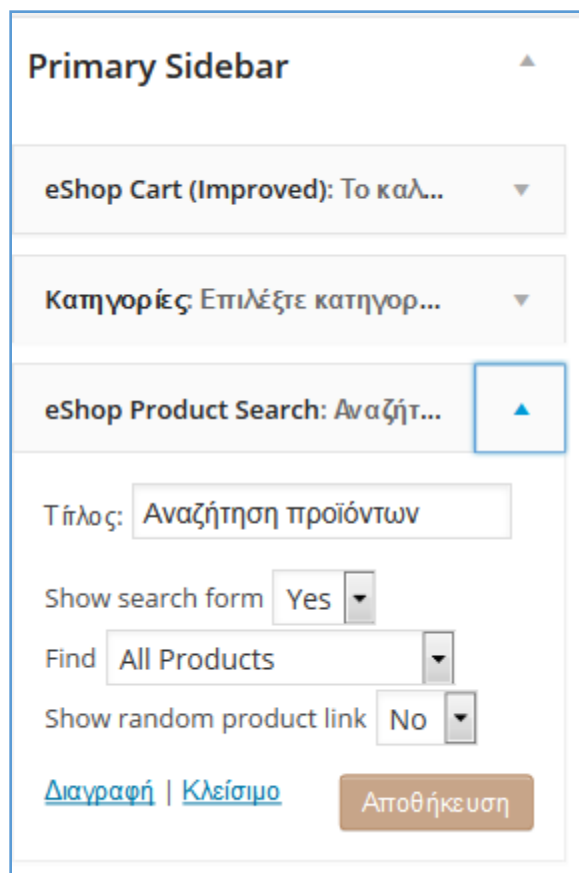 Primary Sidebar
eShop Cart (Improved): Το καλ...
Κατηγορίες: Επιλέξτε κατηγορ...
eShop Product Search: Αναζήτ...
Τίτλος: Αναζήτηση προϊόντων
Show search form Yes
Find All Products
Show random product link No
Διαγραφή | Κλείσιμο Αποθήκευση